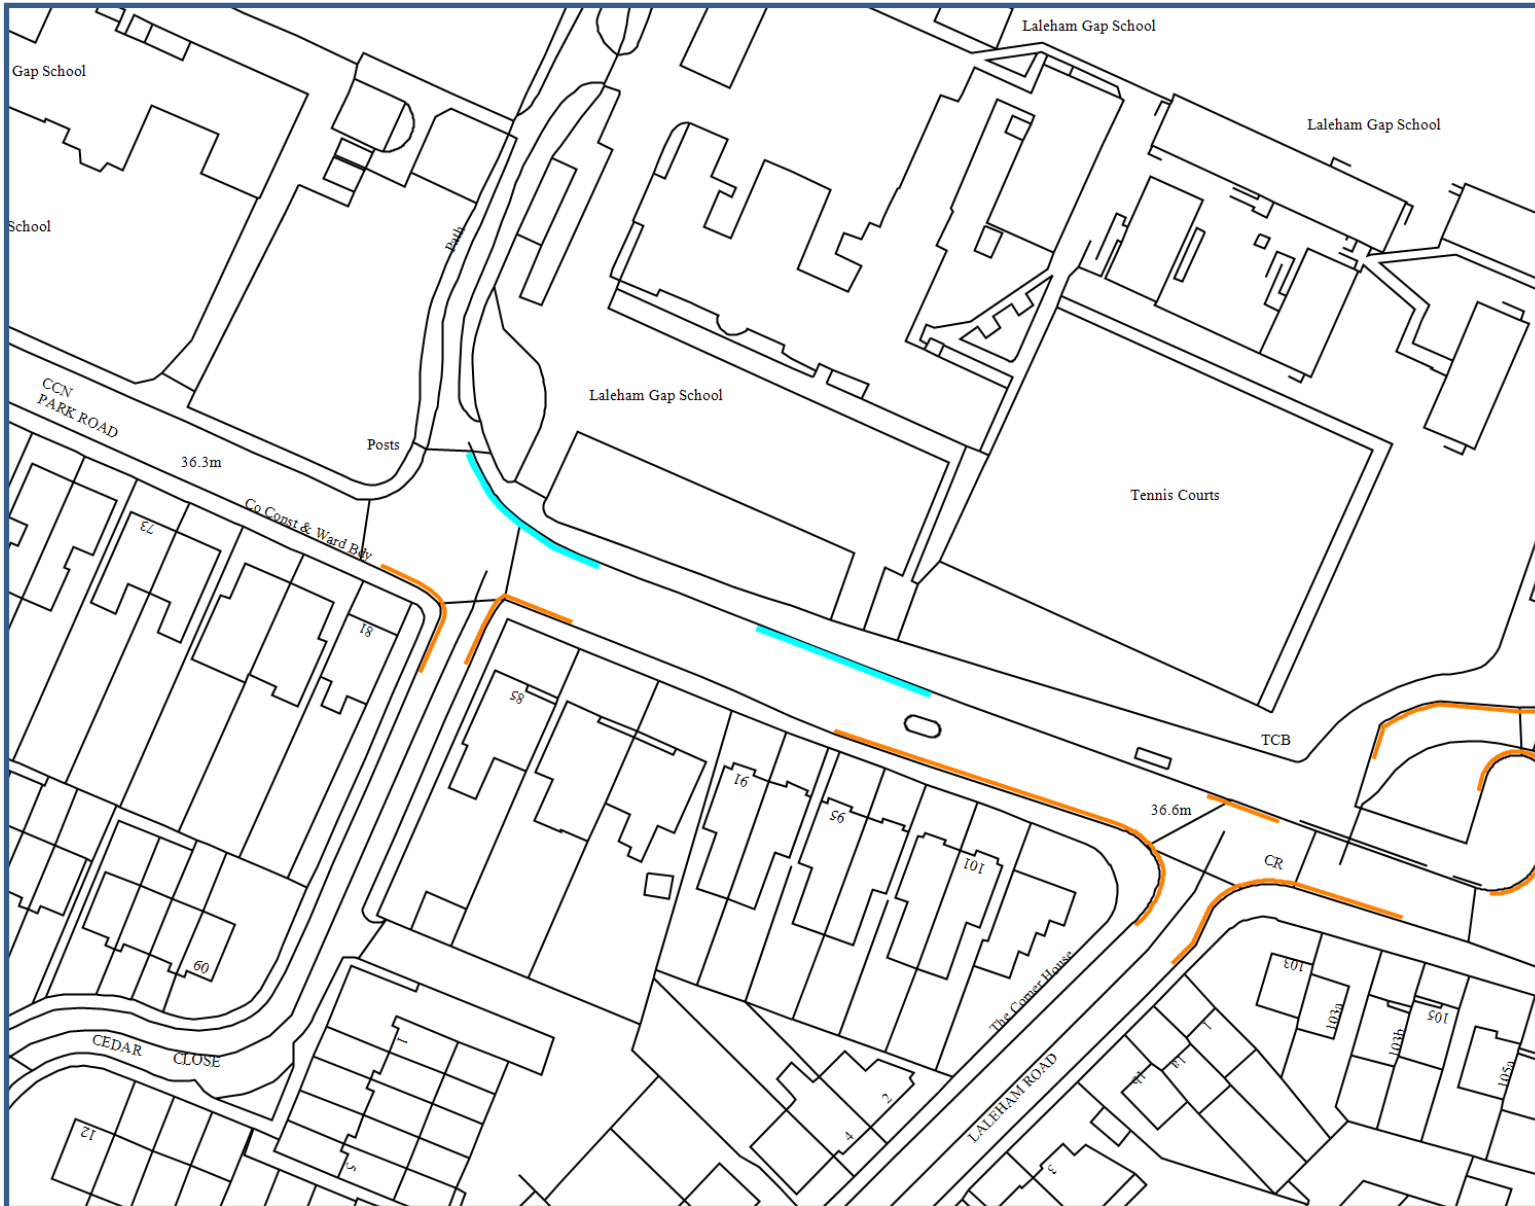 Laleham Gap School
Gap School
Laleham Gap School
School
Path
CCN
PARK ROAD
Laleham Gap School
Posts
36.3m
Tennis Courts
Co Const & Ward Bdy
73
81
85
TCB
91
95
36.6m
101
CR
The Corner House
60
103
103a
105
103b
105a
CEDAR CLOSE
1
1
1a
1b
LALEHAM ROAD
2
4
12
5
3